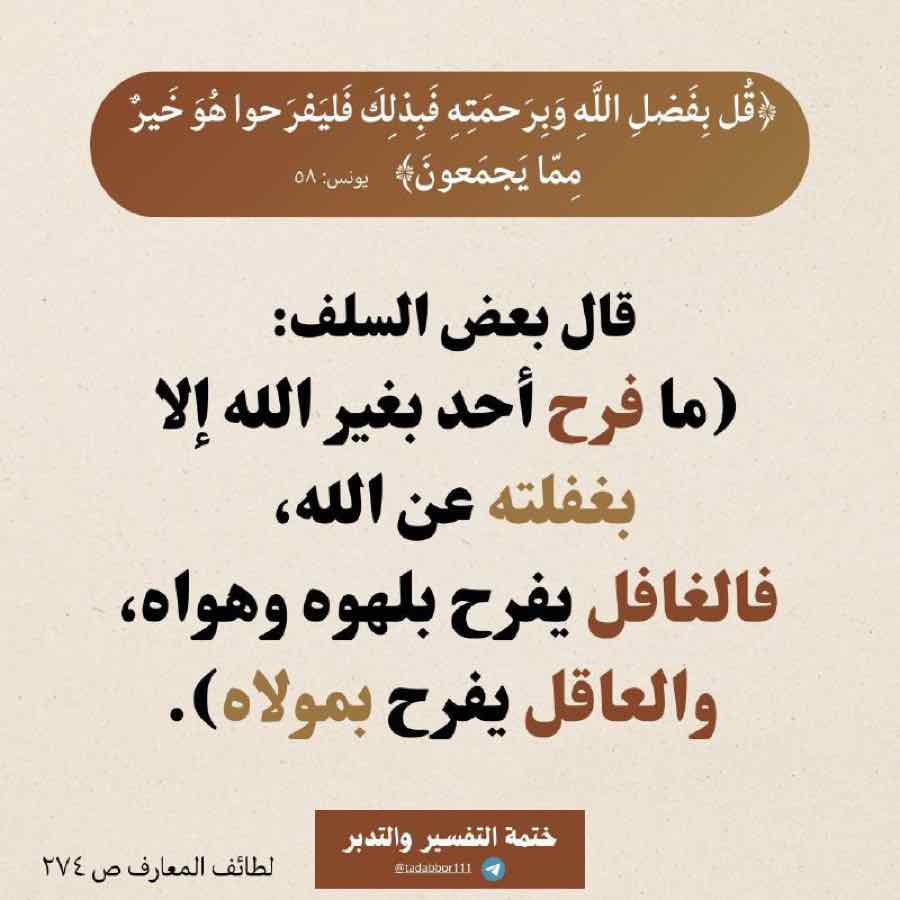 ﴿قُل بِفَضلِ اللَّهِ وَبِرَحمَتِهِ فَبِذلِكَ فَليَفرَحوا هُوَ خَيرٌ
مِمّا يَجمَعونَ﴾ يونس: ٥٨
قال بعض السلف:
(ما فرح أحد بغير الله إلا
بغفلته عن الله،
فالغافل يفرح بلهوه وهواه،
والعاقل يفرح بمولاه).
ختمة التفسير والتدبر
@tadabbor111
لطائف المعارف ص ٢٧٤